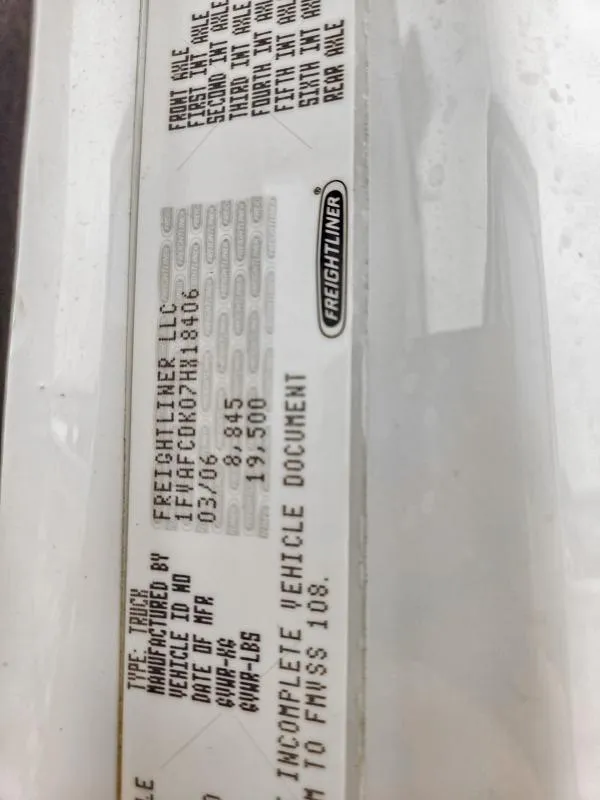 TYPE: TRUCK
MANUFACTURED BY FREIGHTLINER LLC
VEHICLE ID NO 1FVAFCDK07HX18406
DATE OF MFR 03/06
GVWR-KG 8,845
GVWR-LBS 19,500
INCOMPLETE VEHICLE DOCUMENT
TO FMVSS 108.
FREIGHTLINER®
FRONT AXLE
FIRST INT AXLE
SECOND INT AXLE
THIRD INT AXLE
FOURTH INT AXLE
FIFTH INT AXLE
SIXTH INT AXLE
REAR AXLE